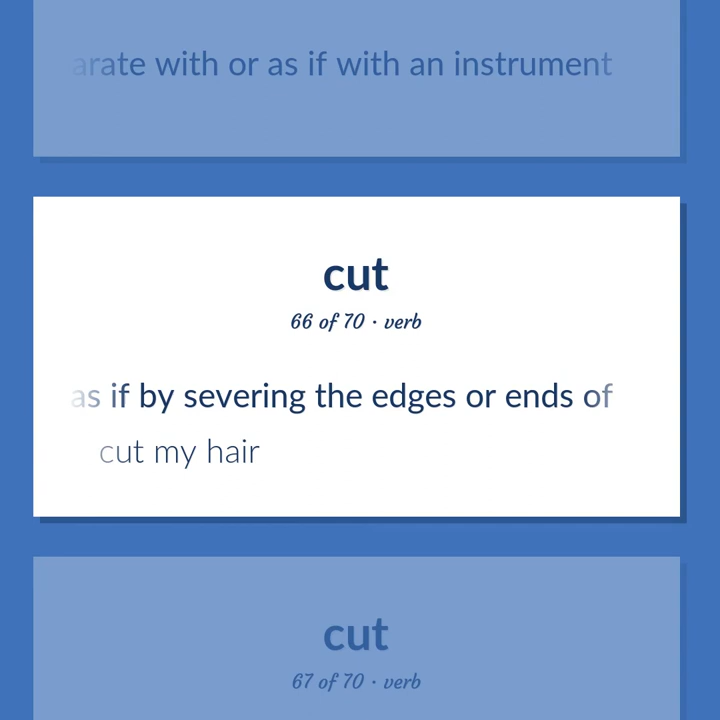 arate with or as if with an instrument
cut
66 of 70 · verb
as if by severing the edges or ends of
cut my hair
cut
67 of 70 · verb